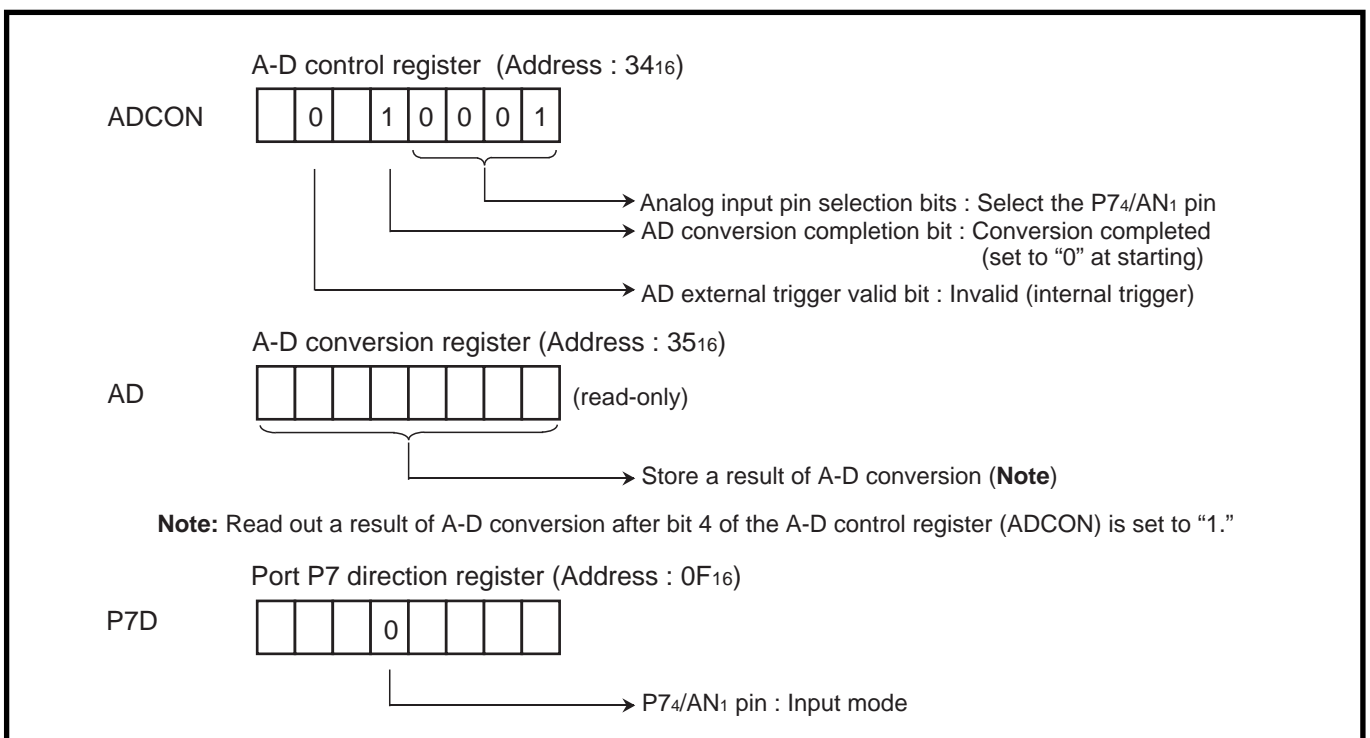 A-D control register (Address : 34₁₆)
ADCON 0 1 0 0 0 1
Analog input pin selection bits : Select the P7₄/AN₁ pin
AD conversion completion bit : Conversion completed
(set to “0” at starting)
AD external trigger valid bit : Invalid (internal trigger)
A-D conversion register (Address : 35₁₆)
AD (read-only)
Store a result of A-D conversion (Note)
Note: Read out a result of A-D conversion after bit 4 of the A-D control register (ADCON) is set to “1.”
Port P7 direction register (Address : 0F₁₆)
P7D 0
P7₄/AN₁ pin : Input mode